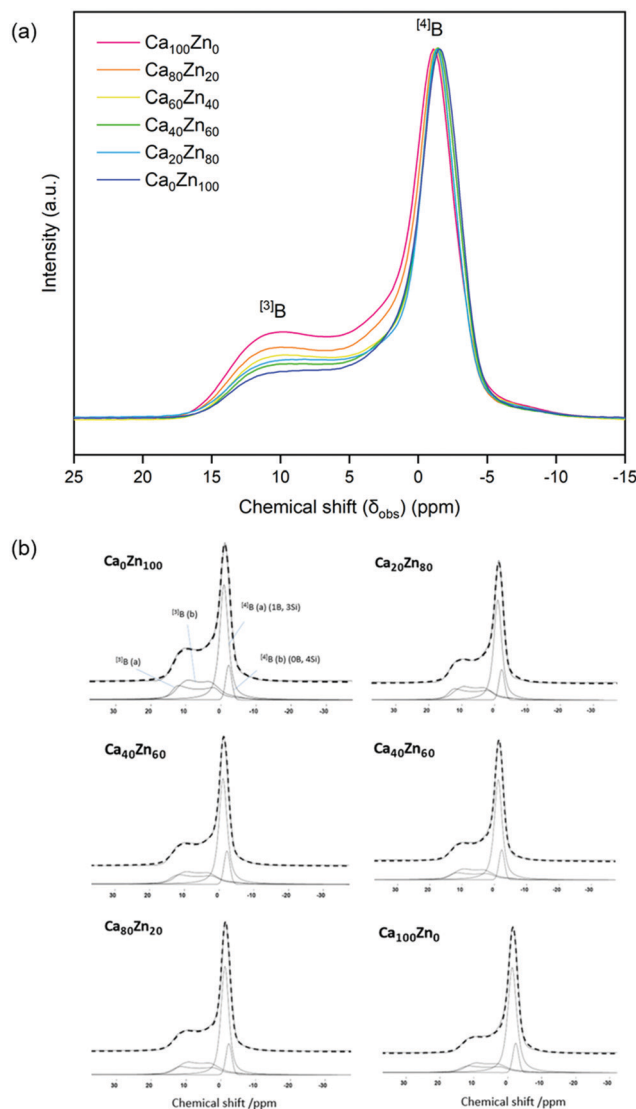 (a)
[4]B
Ca100Zn0
Ca80Zn20
Ca60Zn40
Ca40Zn60
Ca20Zn80
Ca0Zn100
[3]B
Intensity (a.u.)
25 20 15 10 5 0 -5 -10 -15
Chemical shift (δobs) (ppm)
(b)
Ca0Zn100
[3]B (b)
[4]B (a) (1B, 3Si)
[3]B (a)
[4]B (b) (0B, 4Si)
30 20 10 0 -10 -20 -30
Ca20Zn80
30 20 10 0 -10 -20 -30
Ca40Zn60
30 20 10 0 -10 -20 -30
Ca40Zn60
30 20 10 0 -10 -20 -30
Ca80Zn20
30 20 10 0 -10 -20 -30
Chemical shift /ppm
Ca100Zn0
30 20 10 0 -10 -20 -30
Chemical shift /ppm